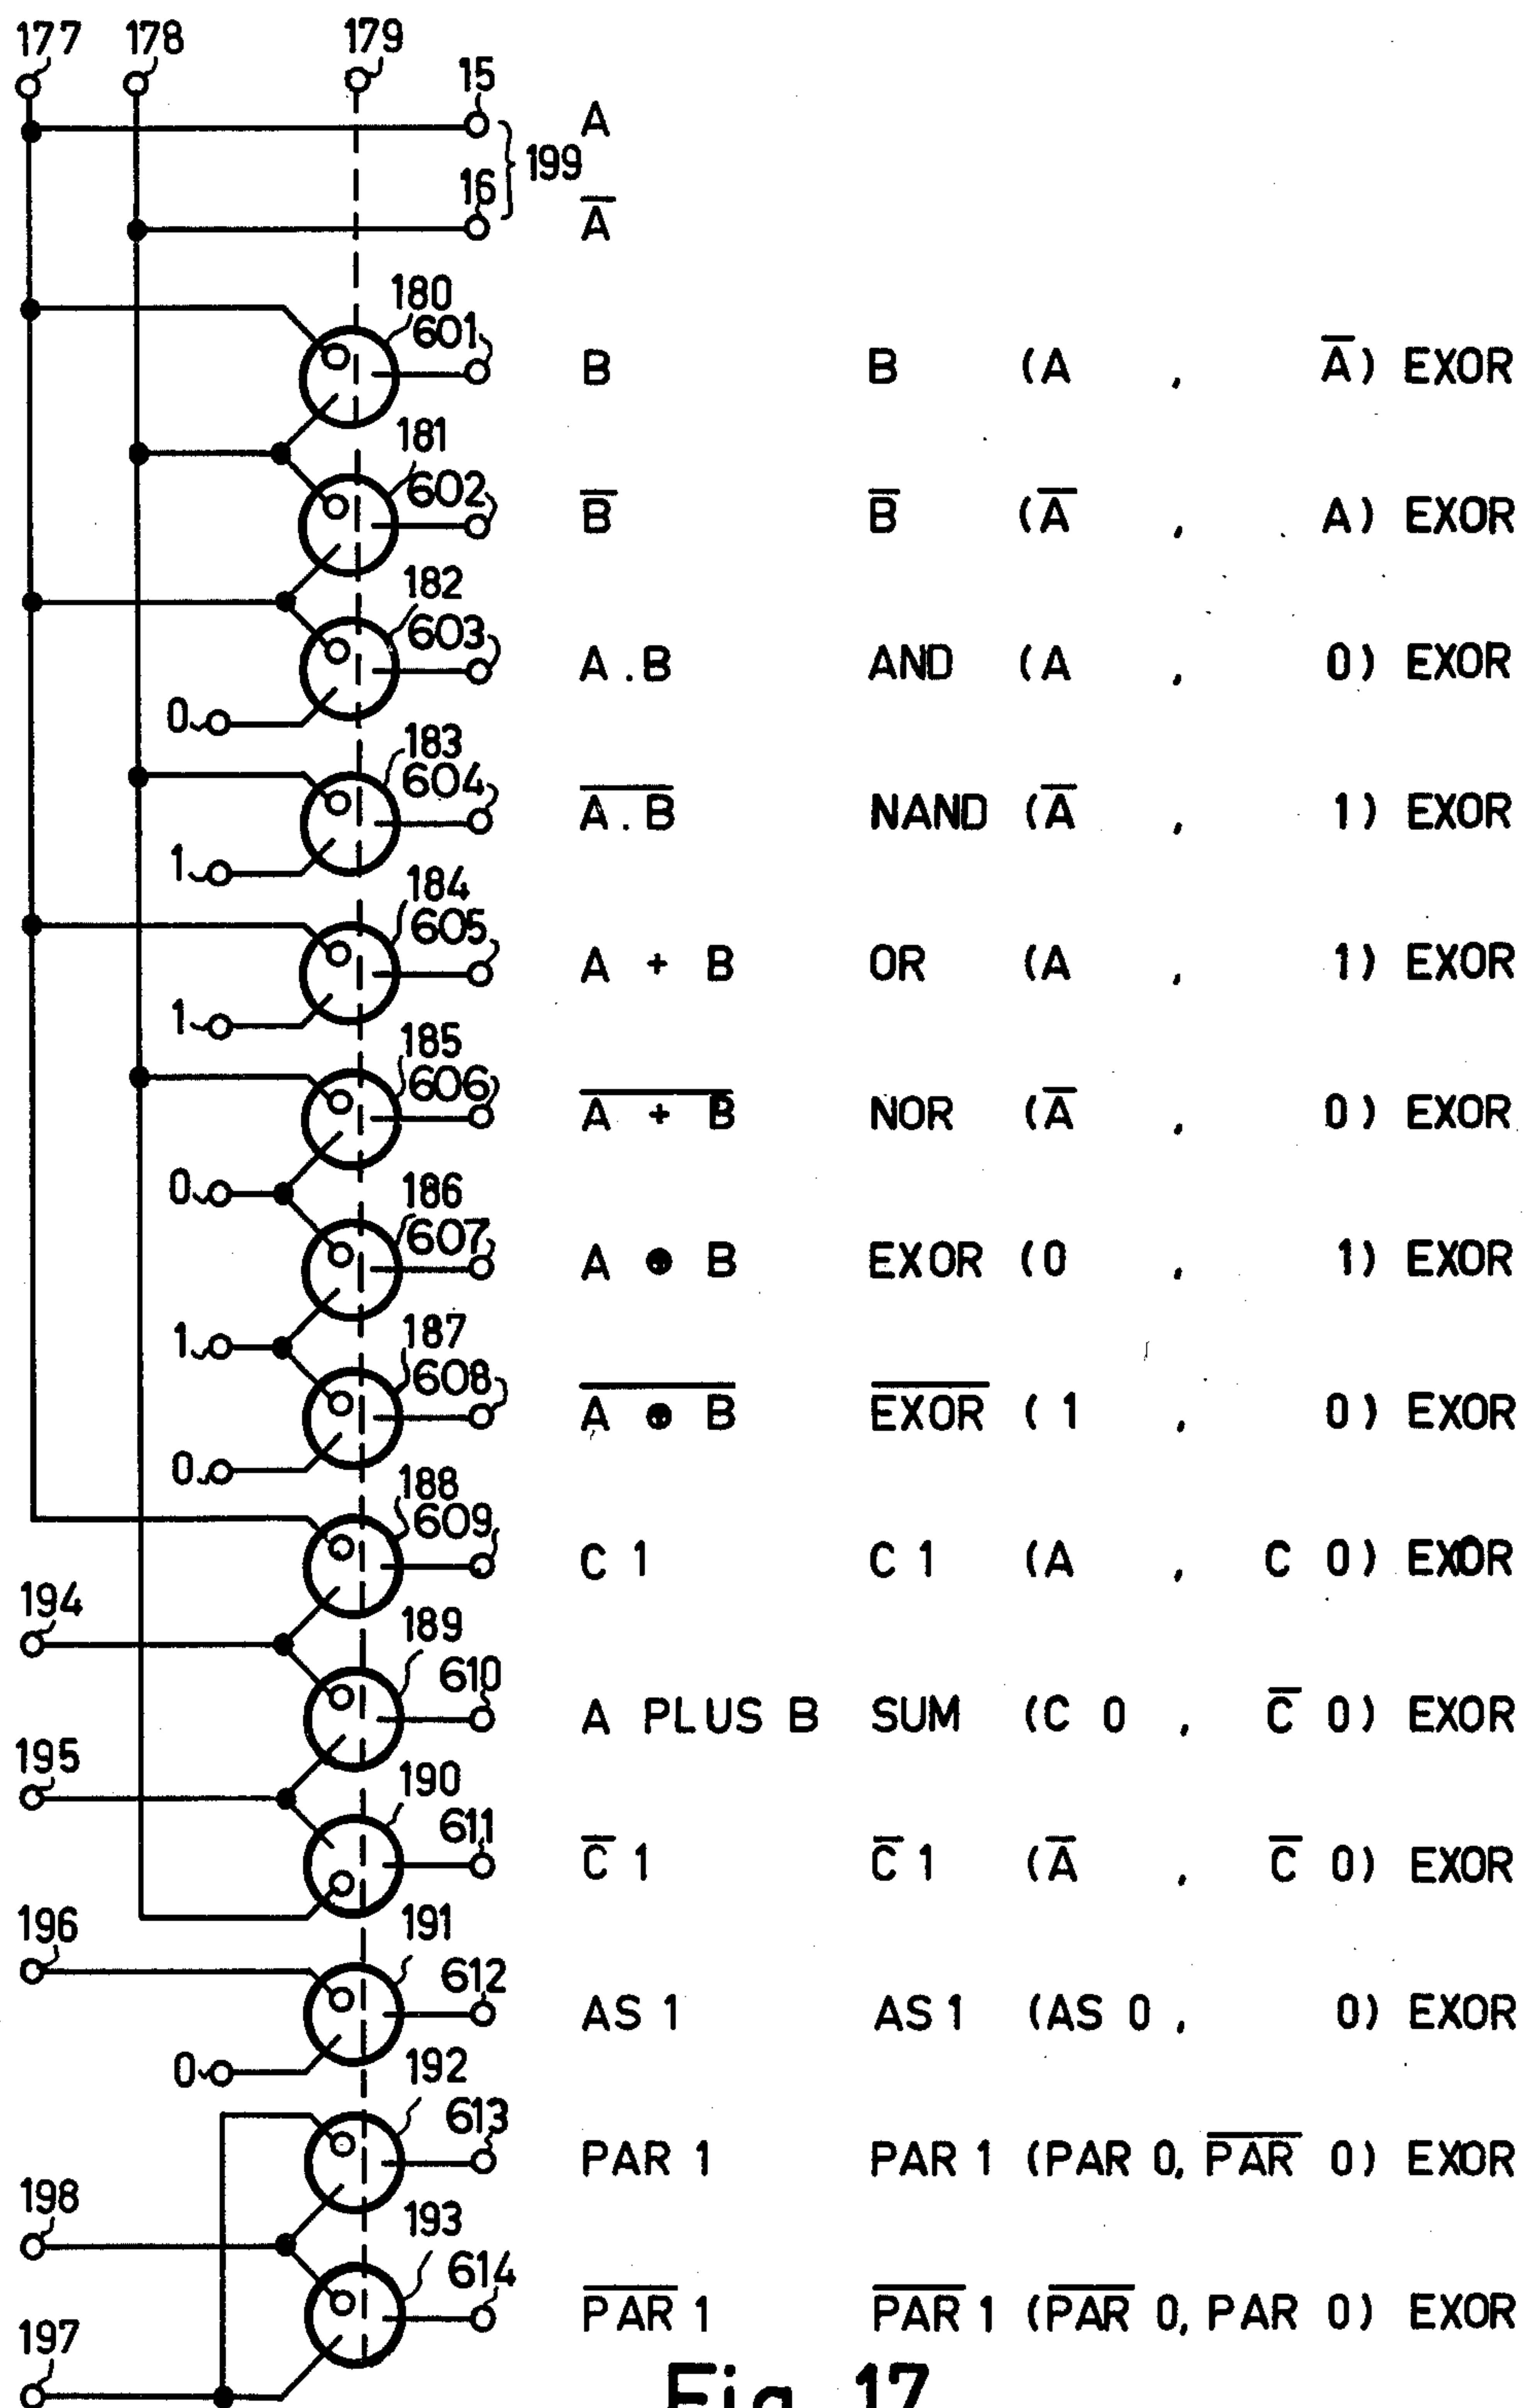 177 178 179
15 A
199
16 A̅
180
601 B B (A , A̅) EXOR
181
602 B̅ B̅ (A̅ , A) EXOR
182
603 A.B AND (A , 0) EXOR
0
183
604 A̅.̅B̅ NAND (A̅ , 1) EXOR
1
184
605 A + B OR (A , 1) EXOR
1
185
606 A̅ ̅+̅ ̅B̅ NOR (A̅ , 0) EXOR
0
186
607 A ⊕ B EXOR (0 , 1) EXOR
1
187
608 A̅ ̅⊕̅ ̅B̅ E̅X̅O̅R̅ (1 , 0) EXOR
0
188
609 C 1 C 1 (A , C 0) EXOR
194
189
610 A PLUS B SUM (C 0 , C̅ 0) EXOR
195
190
611 C̅ 1 C̅ 1 (A̅ , C̅ 0) EXOR
196
191
612 AS 1 AS 1 (AS 0 , 0) EXOR
0
192
613 PAR 1 PAR 1 (PAR 0, P̅A̅R̅ 0) EXOR
198
193
614 P̅A̅R̅ 1 P̅A̅R̅ 1 (P̅A̅R̅ 0, PAR 0) EXOR
197
Fig. 17